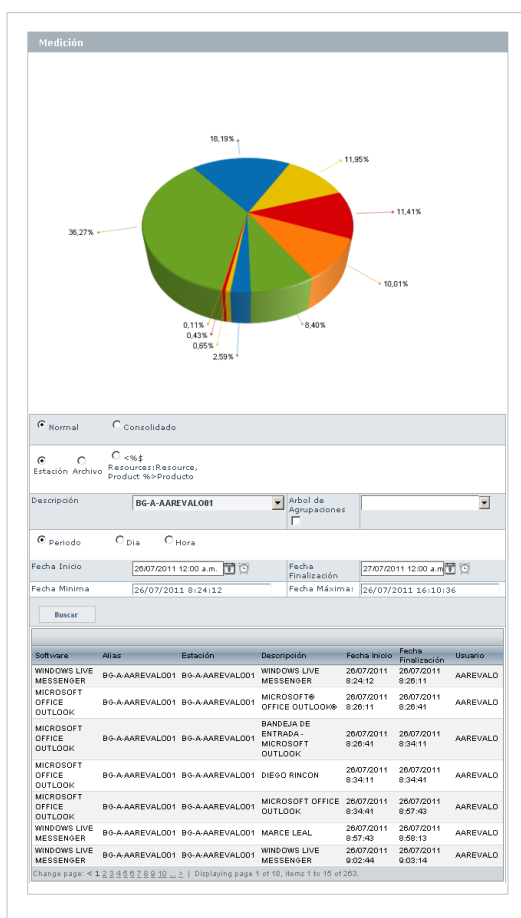 Medición
18,19%
11,95%
11,41%
36,27%
10,01%
0,11%
8,40%
0,43%
0,65%
2,59%
Normal Consolidado
<%$
Estación Archivo Resources:Resource,
Product %>Producto
Descripción BG-A-AAREVALO01 Arbol de
Agrupaciones
Periodo Dia Hora
Fecha Inicio 26/07/2011 12:00 a.m. Fecha 27/07/2011 12:00 a.m
Finalización
Fecha Minima 26/07/2011 8:24:12 Fecha Máxima: 26/07/2011 16:10:36
Buscar
Software Alias Estación Descripción Fecha Inicio Fecha Finalización Usuario
WINDOWS LIVE MESSENGER BG-A-AAREVALO01 BG-A-AAREVALO01 WINDOWS LIVE MESSENGER 26/07/2011 8:24:12 26/07/2011 8:26:11 AAREVALO
MICROSOFT OFFICE OUTLOOK BG-A-AAREVALO01 BG-A-AAREVALO01 MICROSOFT® OFFICE OUTLOOK® 26/07/2011 8:26:11 26/07/2011 8:26:41 AAREVALO
MICROSOFT OFFICE OUTLOOK BG-A-AAREVALO01 BG-A-AAREVALO01 BANDEJA DE ENTRADA - MICROSOFT OUTLOOK 26/07/2011 8:26:41 26/07/2011 8:34:11 AAREVALO
MICROSOFT OFFICE OUTLOOK BG-A-AAREVALO01 BG-A-AAREVALO01 DIEGO RINCON 26/07/2011 8:34:11 26/07/2011 8:34:41 AAREVALO
MICROSOFT OFFICE OUTLOOK BG-A-AAREVALO01 BG-A-AAREVALO01 MICROSOFT OFFICE OUTLOOK 26/07/2011 8:34:41 26/07/2011 8:57:43 AAREVALO
WINDOWS LIVE MESSENGER BG-A-AAREVALO01 BG-A-AAREVALO01 MARCE LEAL 26/07/2011 8:57:43 26/07/2011 8:58:13 AAREVALO
WINDOWS LIVE MESSENGER BG-A-AAREVALO01 BG-A-AAREVALO01 WINDOWS LIVE MESSENGER 26/07/2011 9:02:44 26/07/2011 9:03:14 AAREVALO
Change page: < 1 2 3 4 5 6 7 8 9 10 ... > | Displaying page 1 of 18, items 1 to 15 of 263.